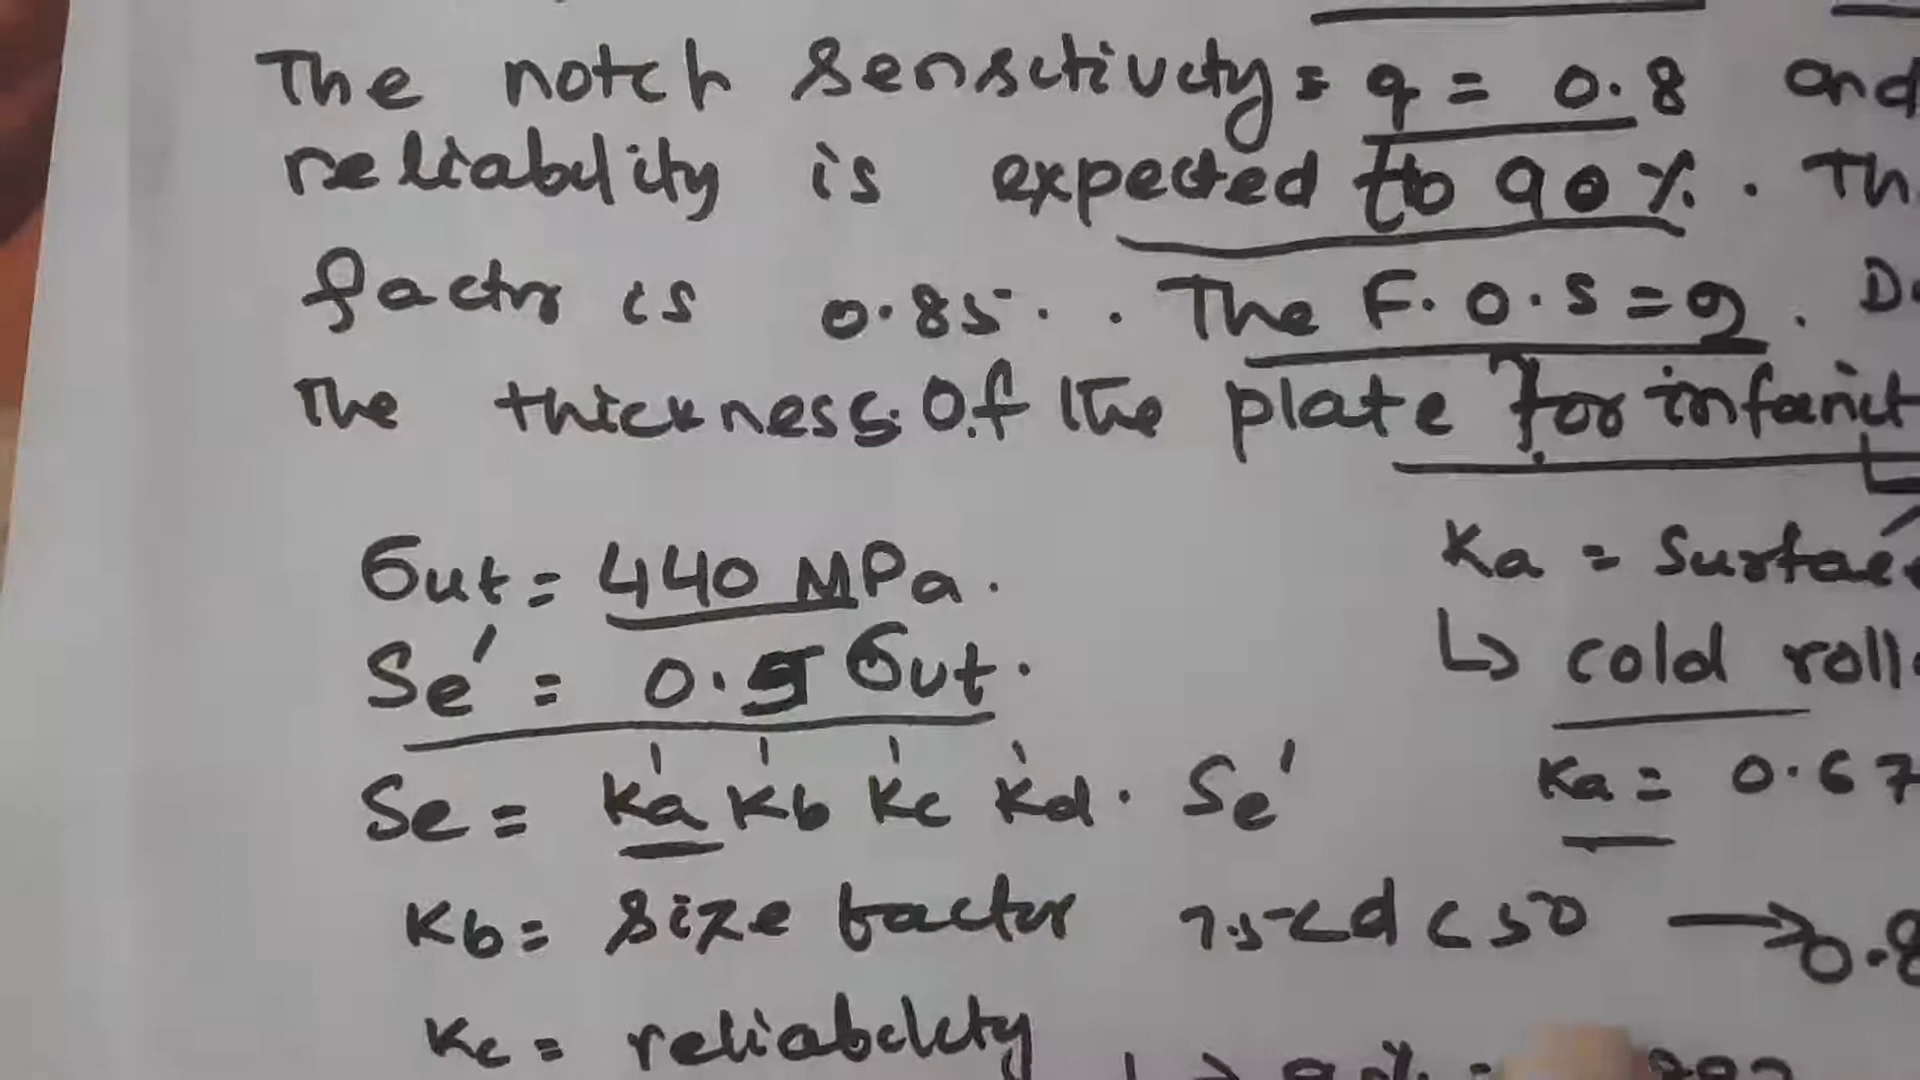 The notch Sensitivity = q = 0.8 and
reliability is expected to 90%. Th
factor is 0.85. . The F.O.S = 2. D
The thickness Of the plate for infinit
σut = 440 MPa.
Ka = Surface
Se' = 0.5 σut.
↳ cold roll
Se = Ka Kb Kc Kd. Se'
Ka = 0.67
Kb = Size factor 7.5<d<50 → 0.8
Kc = reliability